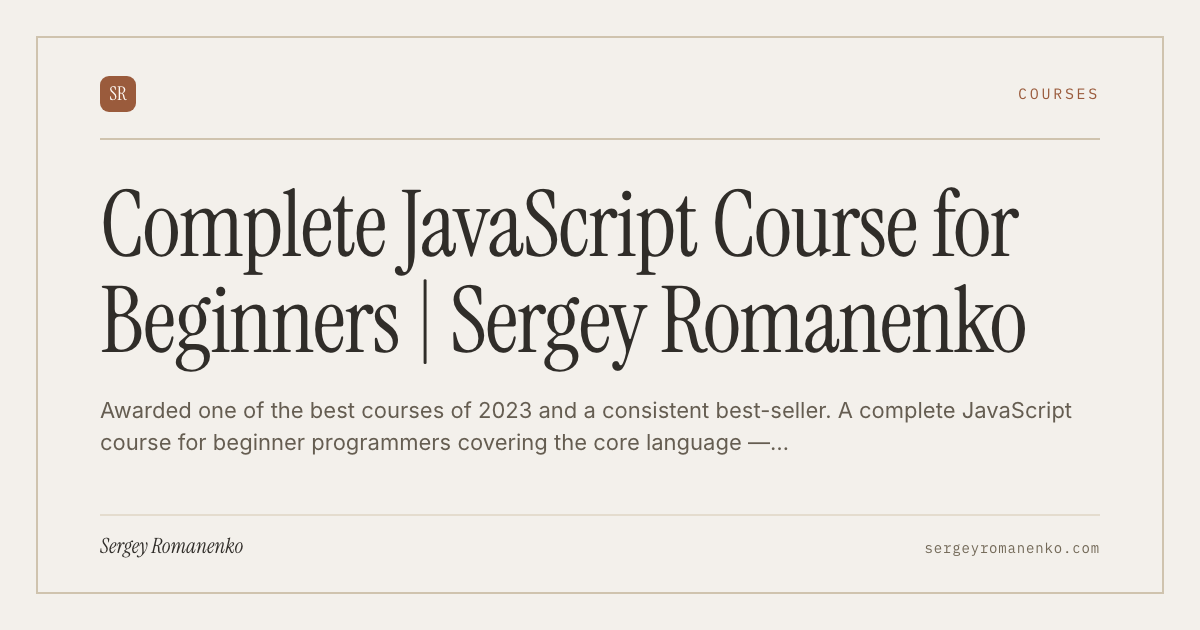 SR
COURSES
Complete JavaScript Course for
Beginners | Sergey Romanenko
Awarded one of the best courses of 2023 and a consistent best-seller. A complete JavaScript
course for beginner programmers covering the core language —...
Sergey Romanenko
sergeyromanenko.com